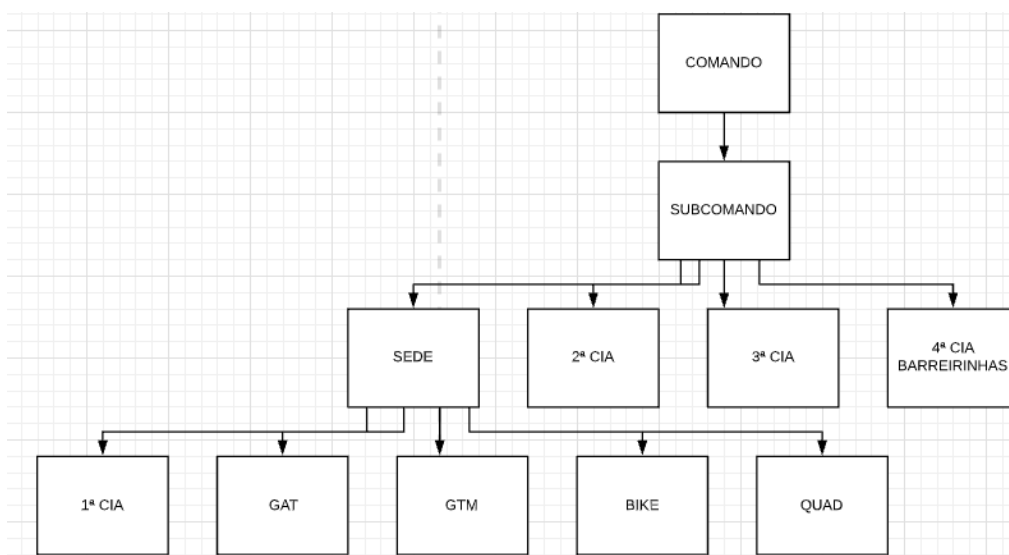 COMANDO
SUBCOMANDO
SEDE
2ª CIA
3ª CIA
4ª CIA
BARREIRINHAS
1ª CIA
GAT
GTM
BIKE
QUAD